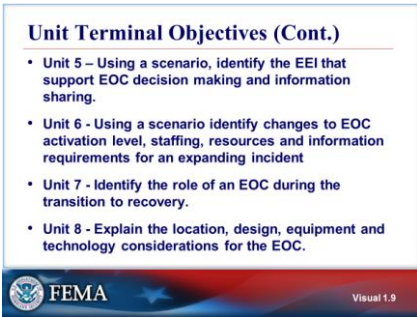 Unit Terminal Objectives (Cont.)
• Unit 5 – Using a scenario, identify the EEI that
support EOC decision making and information
sharing.
• Unit 6 - Using a scenario identify changes to EOC
activation level, staffing, resources and information
requirements for an expanding incident
• Unit 7 - Identify the role of an EOC during the
transition to recovery.
• Unit 8 - Explain the location, design, equipment and
technology considerations for the EOC.
FEMA
Visual 1.9